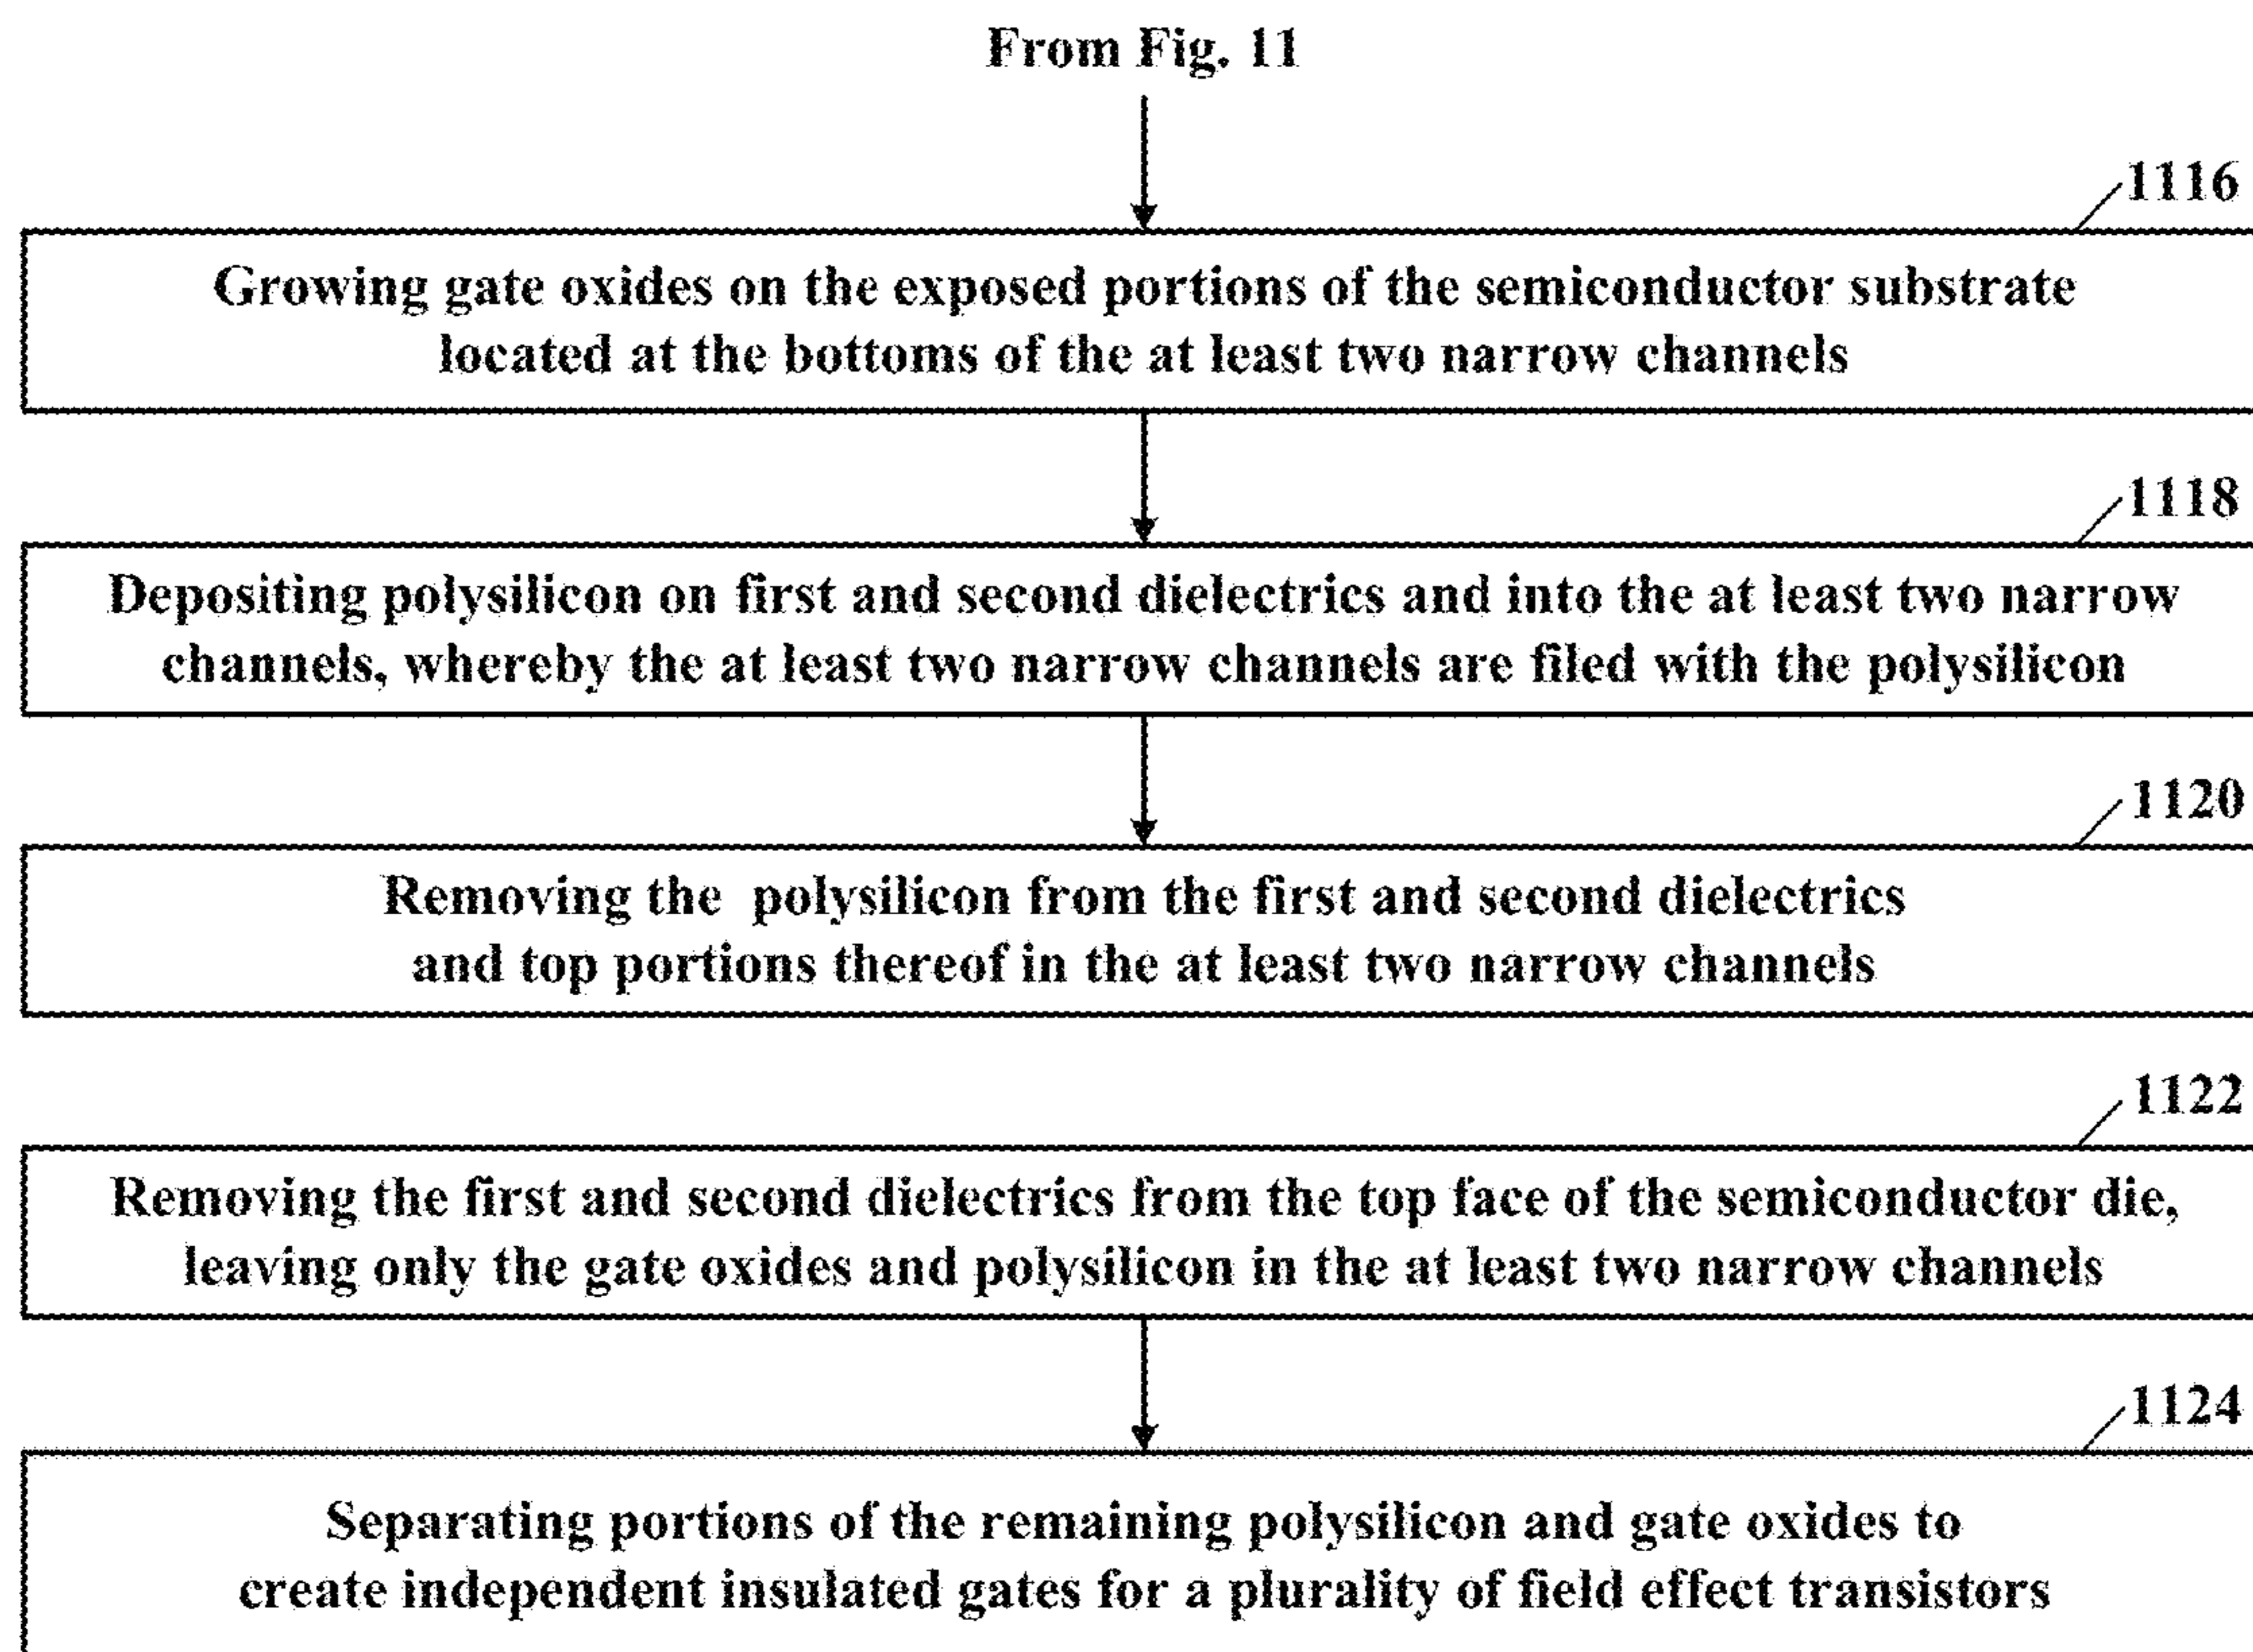 From Fig. 11
1116
Growing gate oxides on the exposed portions of the semiconductor substrate
located at the bottoms of the at least two narrow channels
1118
Depositing polysilicon on first and second dielectrics and into the at least two narrow
channels, whereby the at least two narrow channels are filed with the polysilicon
1120
Removing the polysilicon from the first and second dielectrics
and top portions thereof in the at least two narrow channels
1122
Removing the first and second dielectrics from the top face of the semiconductor die,
leaving only the gate oxides and polysilicon in the at least two narrow channels
1124
Separating portions of the remaining polysilicon and gate oxides to
create independent insulated gates for a plurality of field effect transistors